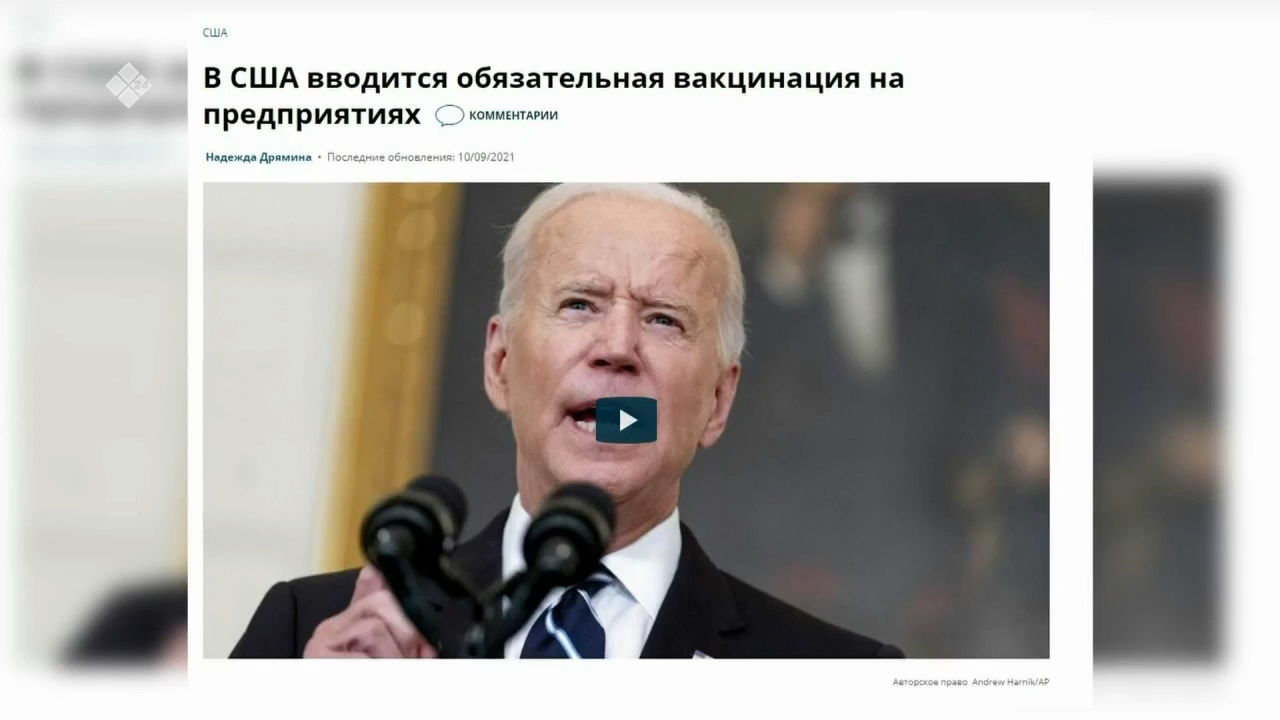 США
В США вводится обязательная вакцинация на
предприятиях КОММЕНТАРИИ
Надежда Дрямина • Последние обновления: 10/09/2021
Авторское право Andrew Harnik/AP
24